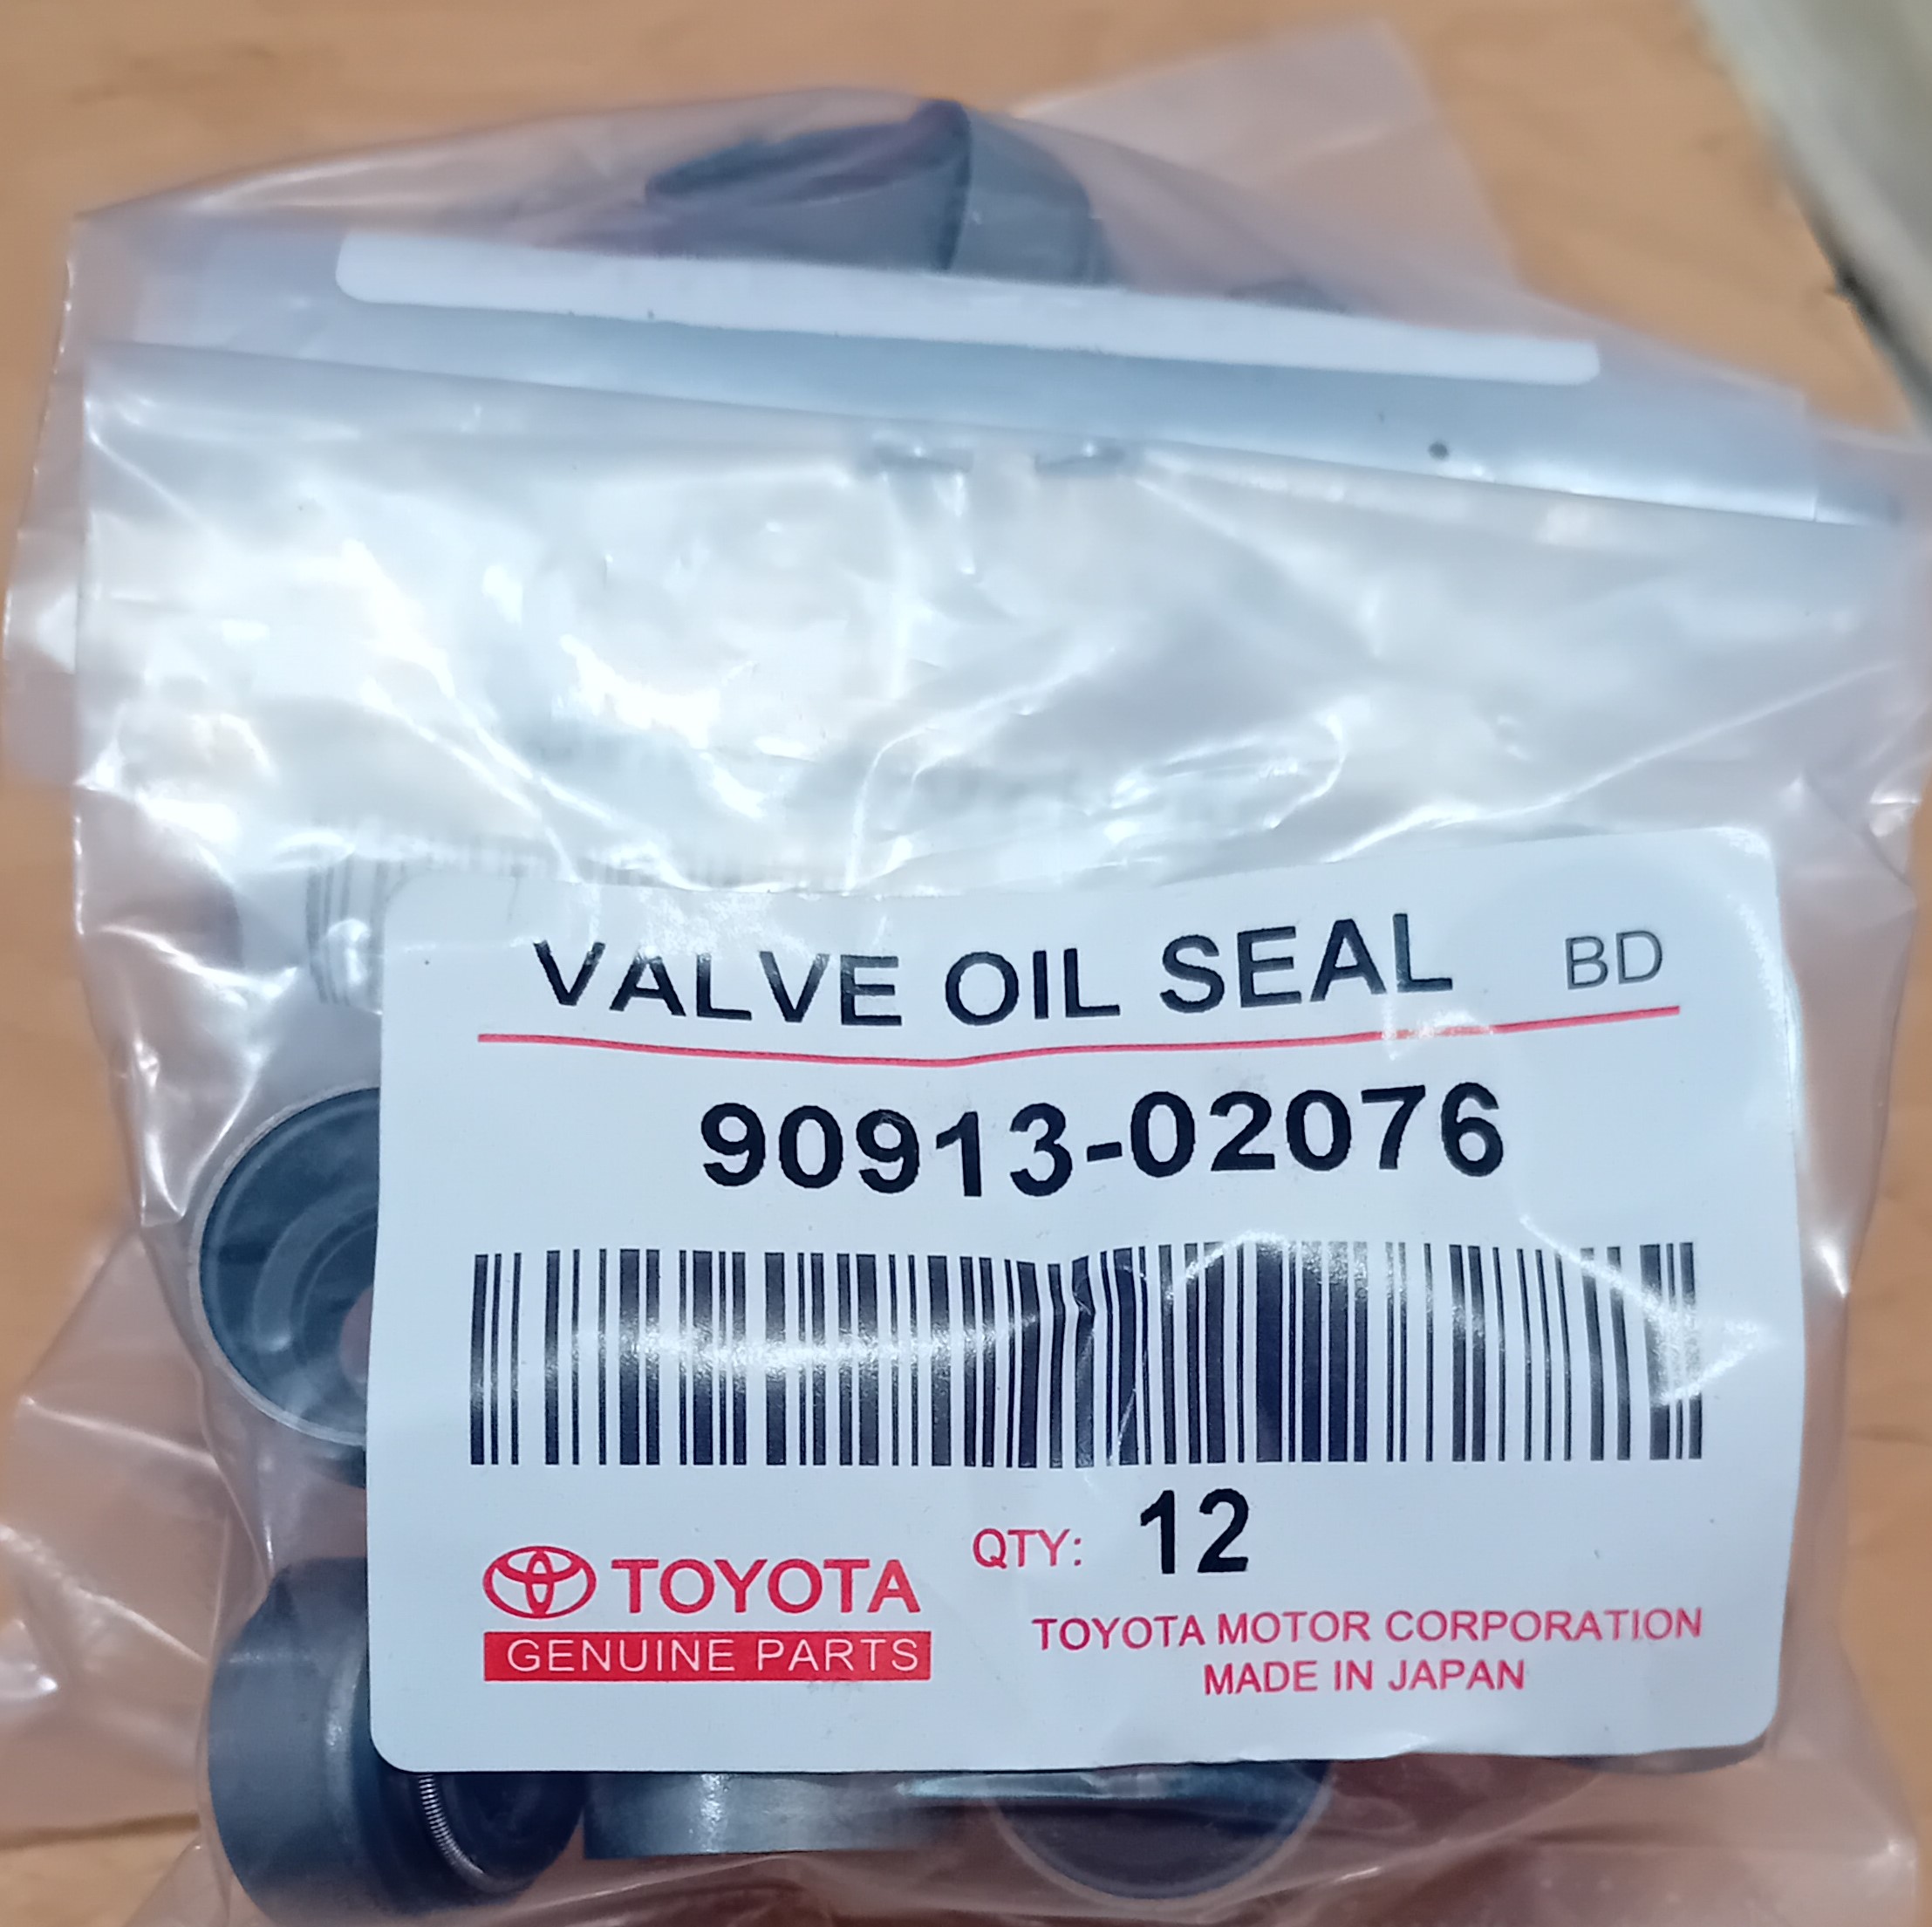 VALVE OIL SEAL BD
90913-02076
QTY: 12
TOYOTA
GENUINE PARTS
TOYOTA MOTOR CORPORATION
MADE IN JAPAN